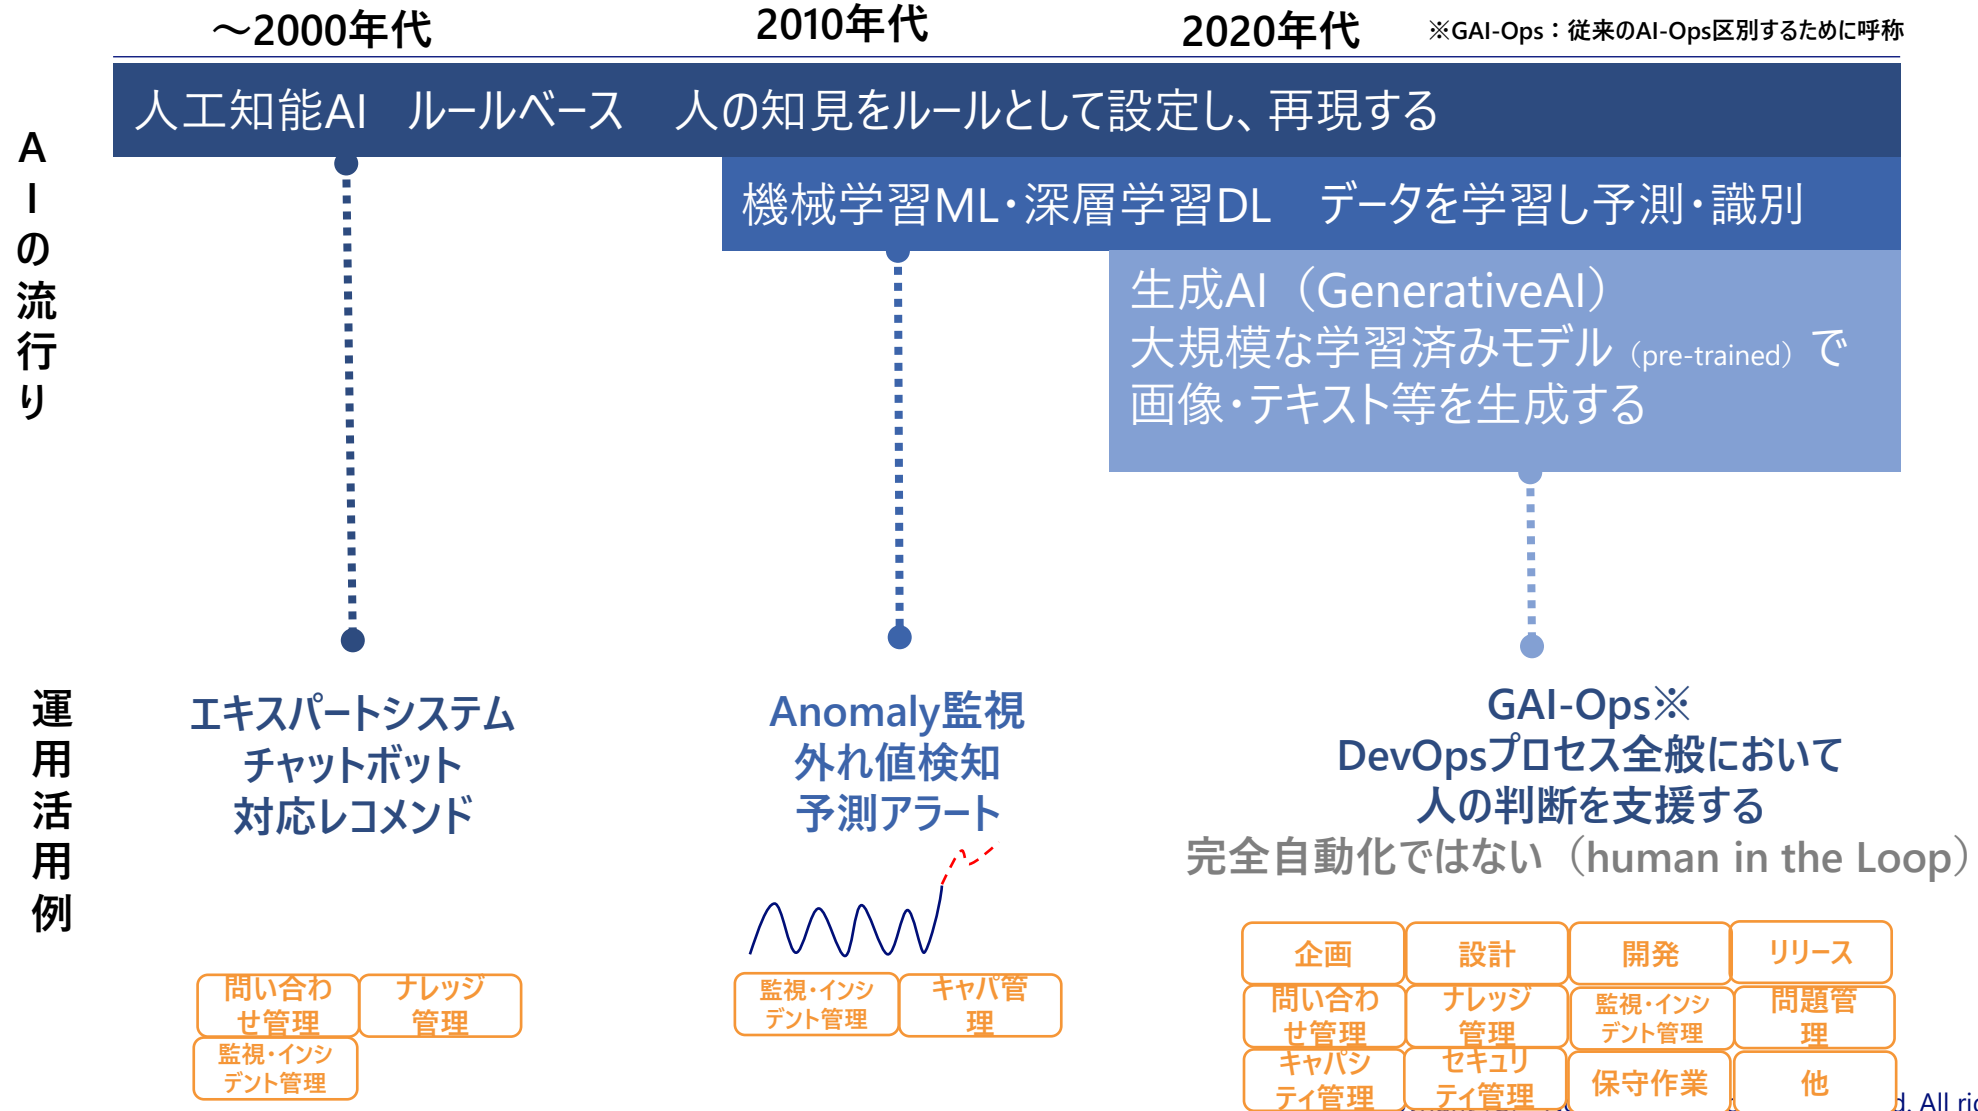 ～2000年代
2010年代
2020年代
※GAI-Ops：従来のAI-Ops区別するために呼称
AIの流行り
人工知能AI　ルールベース　人の知見をルールとして設定し、再現する
機械学習ML・深層学習DL　データを学習し予測・識別
生成AI（GenerativeAI）
大規模な学習済みモデル（pre-trained）で
画像・テキスト等を生成する
運用活用例
エキスパートシステム
チャットボット
対応レコメンド
問い合わ
せ管理
ナレッジ
管理
監視・インシ
デント管理
Anomaly監視
外れ値検知
予測アラート
監視・インシ
デント管理
キャパ管
理
GAI-Ops※
DevOpsプロセス全般において
人の判断を支援する
完全自動化ではない（human in the Loop）
企画
設計
開発
リリース
問い合わ
せ管理
ナレッジ
管理
監視・インシ
デント管理
問題管
理
キャパシ
ティ管理
セキュリ
ティ管理
保守作業
他
d. All